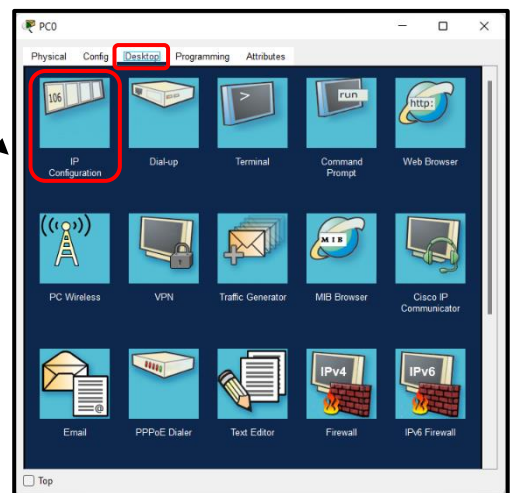 PC0
Physical Config Desktop Programming Attributes
106
>
run
http:
IP
Configuration
Dial-up
Terminal
Command
Prompt
Web Browser
MIB
PC Wireless
VPN
Traffic Generator
MIB Browser
Cisco IP
Communicator
@
IPv4
IPv6
Email
PPPoE Dialer
Text Editor
Firewall
IPv6 Firewall
Top